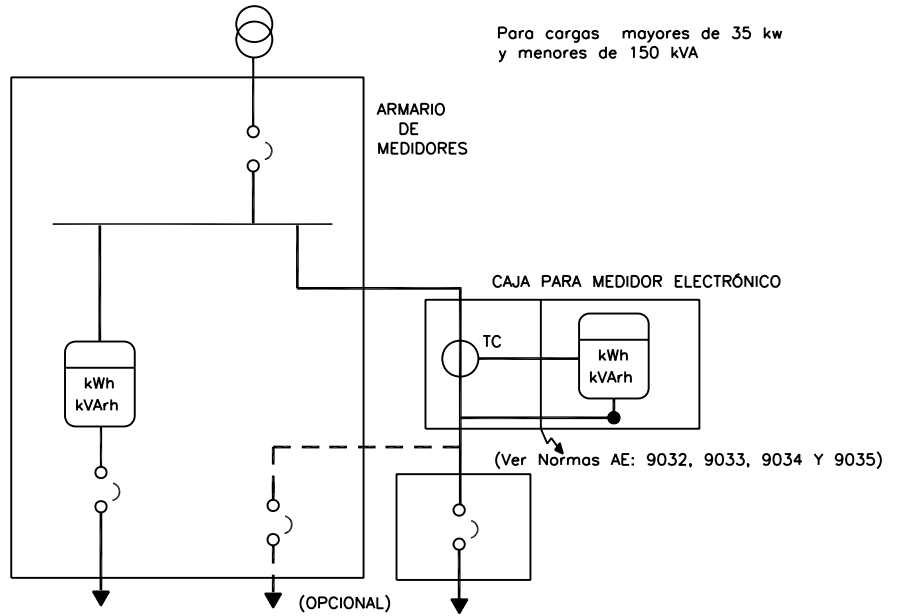 Para cargas mayores de 35 kw
y menores de 150 kVA
ARMARIO
DE
MEDIDORES
CAJA PARA MEDIDOR ELECTRÓNICO
TC
kWh
kVArh
kWh
kVArh
(Ver Normas AE: 9032, 9033, 9034 Y 9035)
(OPCIONAL)